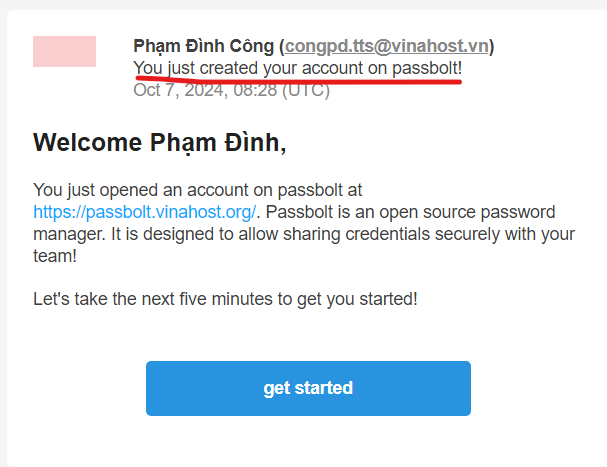 Phạm Đình Công (congpd.tts@vinahost.vn)
You just created your account on passbolt!
Oct 7, 2024, 08:28 (UTC)
Welcome Phạm Đình,
You just opened an account on passbolt at
https://passbolt.vinahost.org/. Passbolt is an open source password
manager. It is designed to allow sharing credentials securely with your
team!
Let's take the next five minutes to get you started!
get started